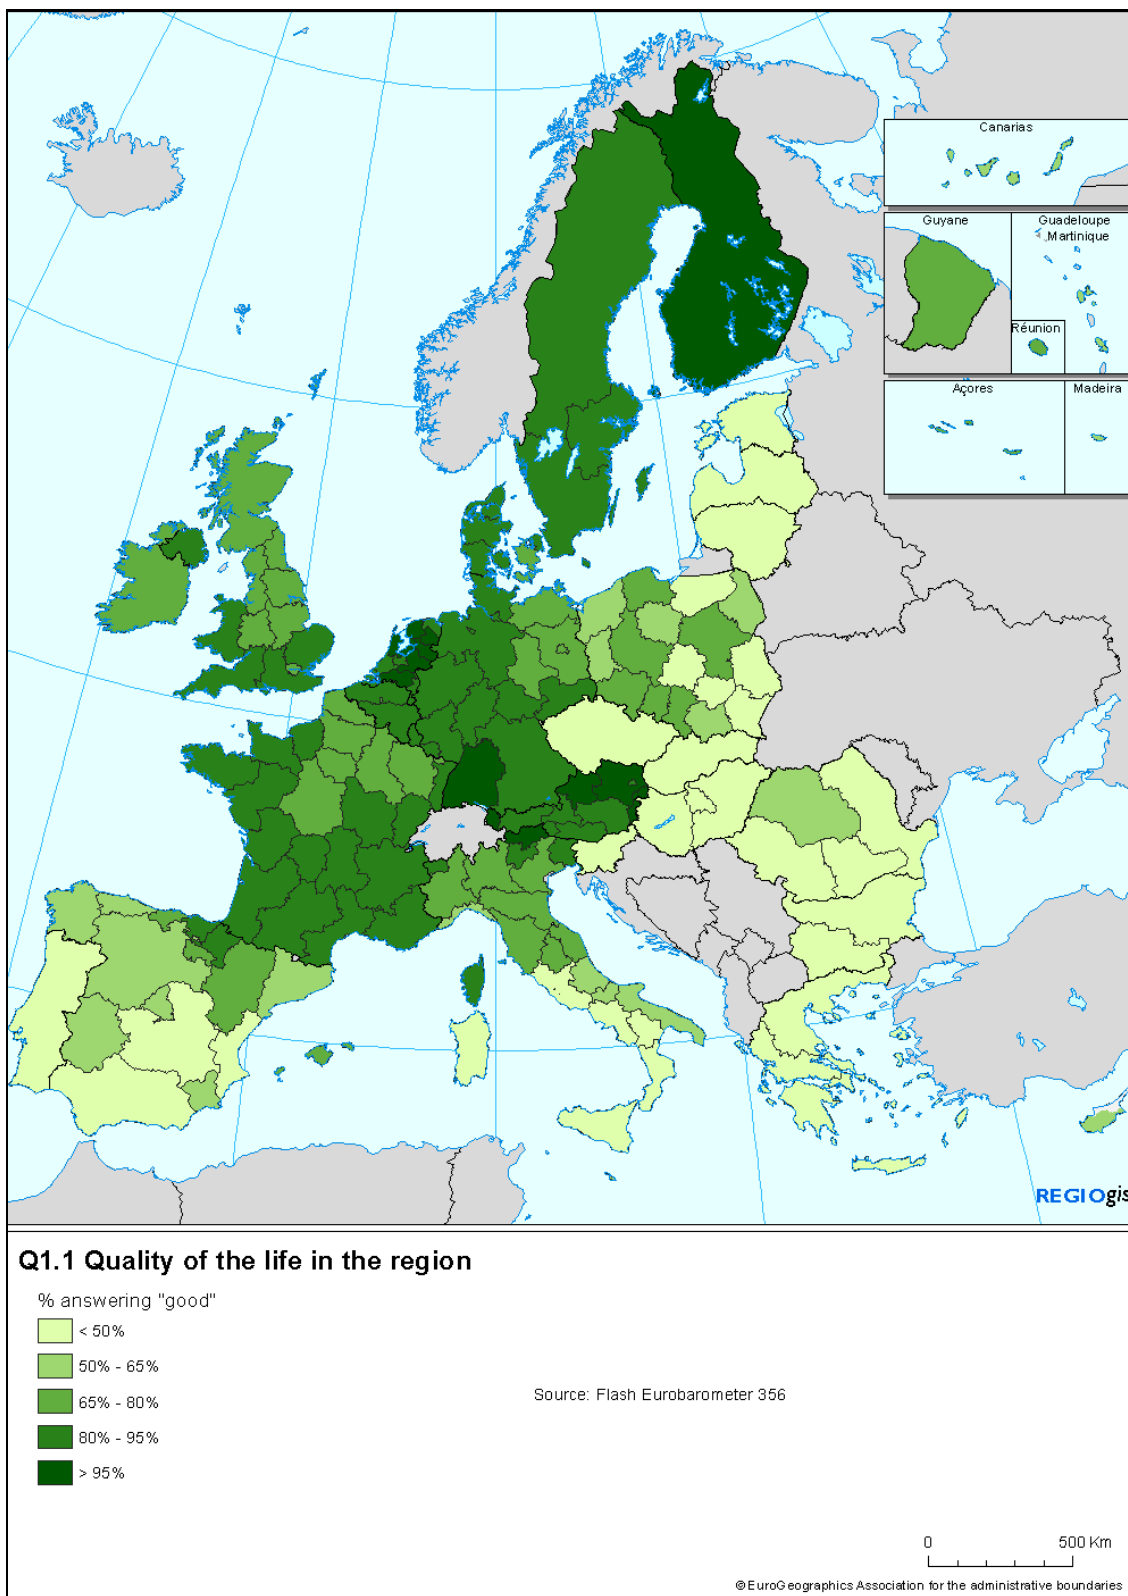 Canarias
Guyane
Guadeloupe
Martinique
Réunion
Açores
Madeira
REGIOgis
Q1.1 Quality of the life in the region
% answering "good"
< 50%
50% - 65%
65% - 80%
80% - 95%
> 95%
Source: Flash Eurobarometer 356
0
500 Km
© EuroGeographics Association for the administrative boundaries